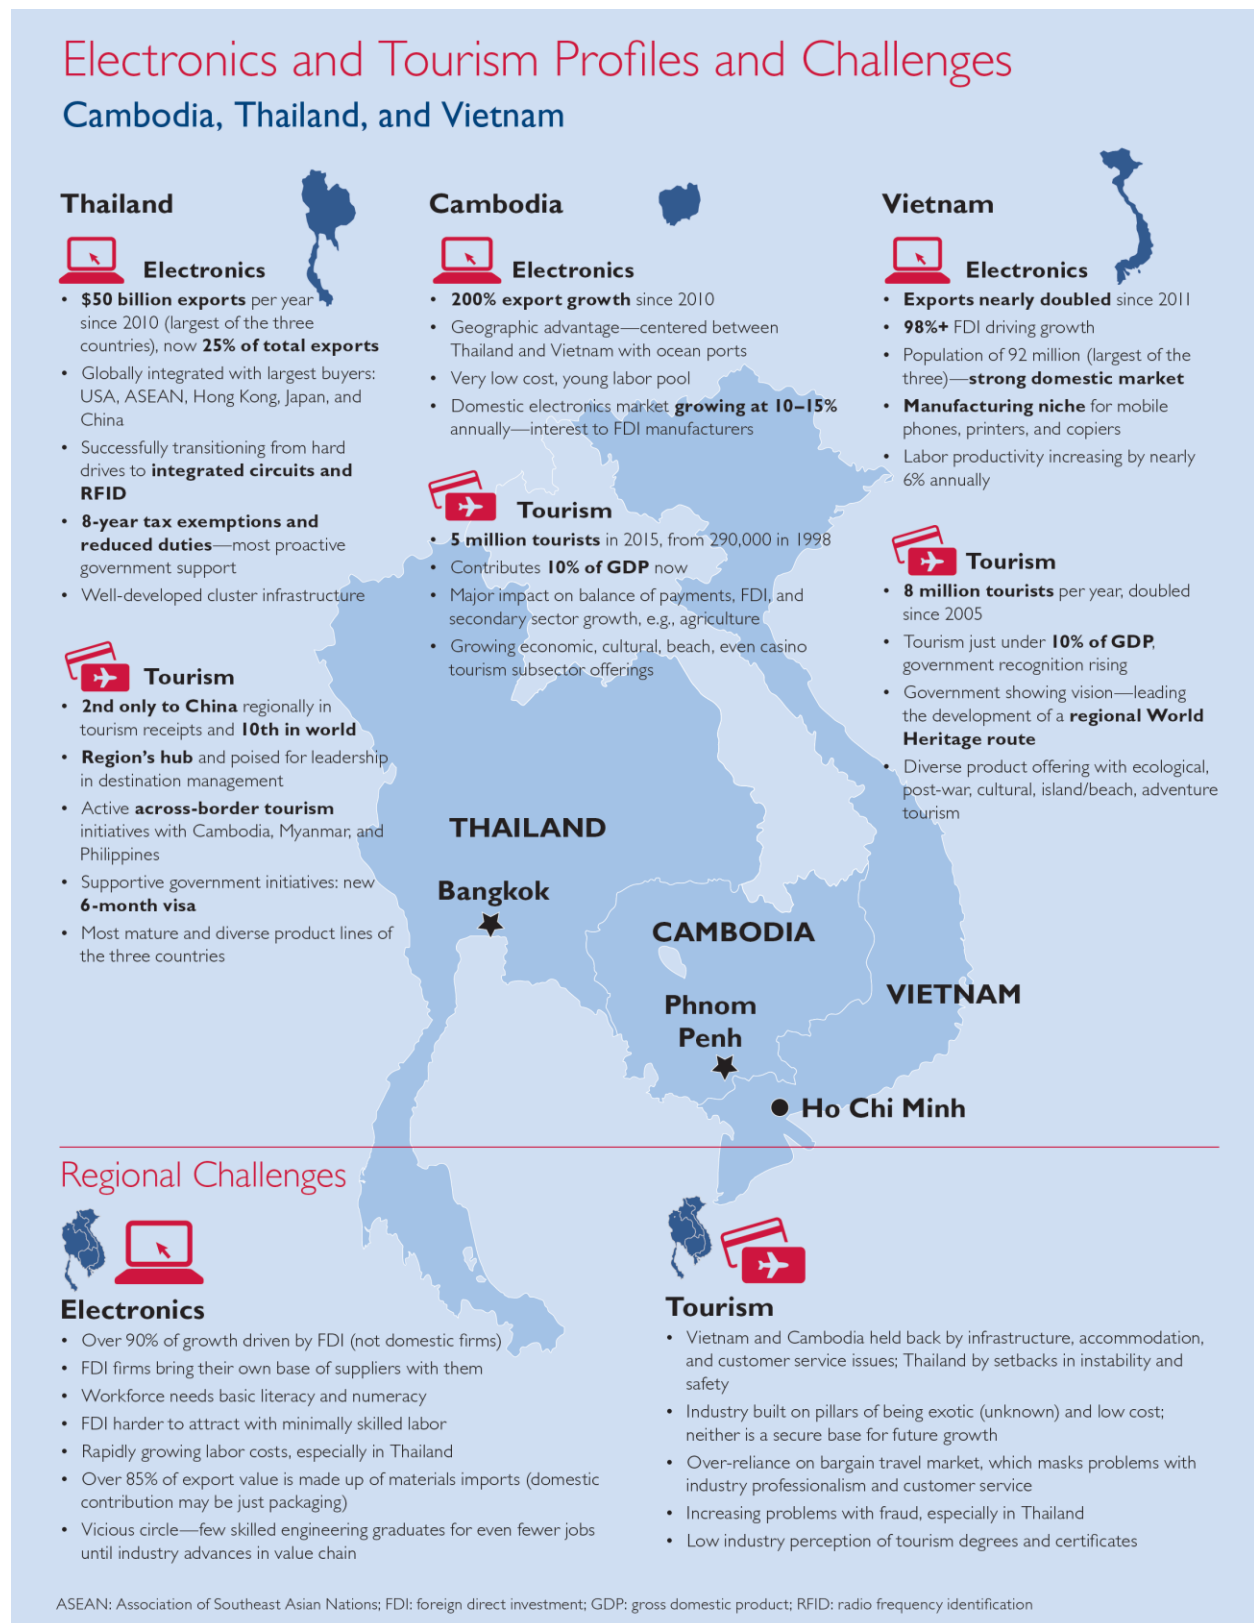 Electronics and Tourism Profiles and Challenges
Cambodia, Thailand, and Vietnam
Thailand
Electronics
• $50 billion exports per year
since 2010 (largest of the three
countries), now 25% of total exports
• Globally integrated with largest buyers:
USA, ASEAN, Hong Kong, Japan, and
China
• Successfully transitioning from hard
drives to integrated circuits and
RFID
• 8-year tax exemptions and
reduced duties—most proactive
government support
• Well-developed cluster infrastructure
Tourism
• 2nd only to China regionally in
tourism receipts and 10th in world
• Region's hub and poised for leadership
in destination management
• Active across-border tourism
initiatives with Cambodia, Myanmar, and
Philippines
• Supportive government initiatives: new
6-month visa
• Most mature and diverse product lines of
the three countries
Cambodia
Electronics
• 200% export growth since 2010
• Geographic advantage—centered between
Thailand and Vietnam with ocean ports
• Very low cost, young labor pool
• Domestic electronics market growing at 10–15%
annually—interest to FDI manufacturers
Tourism
• 5 million tourists in 2015, from 290,000 in 1998
• Contributes 10% of GDP now
• Major impact on balance of payments, FDI, and
secondary sector growth, e.g., agriculture
• Growing economic, cultural, beach, even casino
tourism subsector offerings
Vietnam
Electronics
• Exports nearly doubled since 2011
• 98%+ FDI driving growth
• Population of 92 million (largest of the
three)—strong domestic market
• Manufacturing niche for mobile
phones, printers, and copiers
• Labor productivity increasing by nearly
6% annually
Tourism
• 8 million tourists per year, doubled
since 2005
• Tourism just under 10% of GDP,
government recognition rising
• Government showing vision—leading
the development of a regional World
Heritage route
• Diverse product offering with ecological,
post-war, cultural, island/beach, adventure
tourism
THAILAND
Bangkok
CAMBODIA
Phnom
Penh
VIETNAM
Ho Chi Minh
Regional Challenges
Electronics
• Over 90% of growth driven by FDI (not domestic firms)
• FDI firms bring their own base of suppliers with them
• Workforce needs basic literacy and numeracy
• FDI harder to attract with minimally skilled labor
• Rapidly growing labor costs, especially in Thailand
• Over 85% of export value is made up of materials imports (domestic
contribution may be just packaging)
• Vicious circle—few skilled engineering graduates for even fewer jobs
until industry advances in value chain
Tourism
• Vietnam and Cambodia held back by infrastructure, accommodation,
and customer service issues; Thailand by setbacks in instability and
safety
• Industry built on pillars of being exotic (unknown) and low cost;
neither is a secure base for future growth
• Over-reliance on bargain travel market, which masks problems with
industry professionalism and customer service
• Increasing problems with fraud, especially in Thailand
• Low industry perception of tourism degrees and certificates
ASEAN: Association of Southeast Asian Nations; FDI: foreign direct investment; GDP: gross domestic product; RFID: radio frequency identification